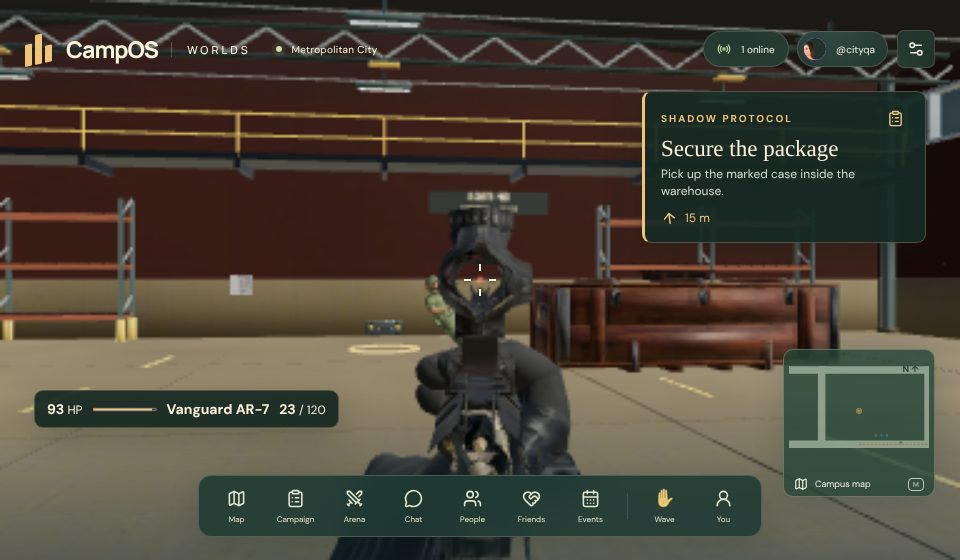 CampOS
WORLDS
Metropolitan City
1 online
@cityqa
SHADOW PROTOCOL
Secure the package
Pick up the marked case inside the
warehouse.
15 m
93 HP
Vanguard AR-7 23 / 120
N
Campus map
M
Map
Campaign
Arena
Chat
People
Friends
Events
Wave
You